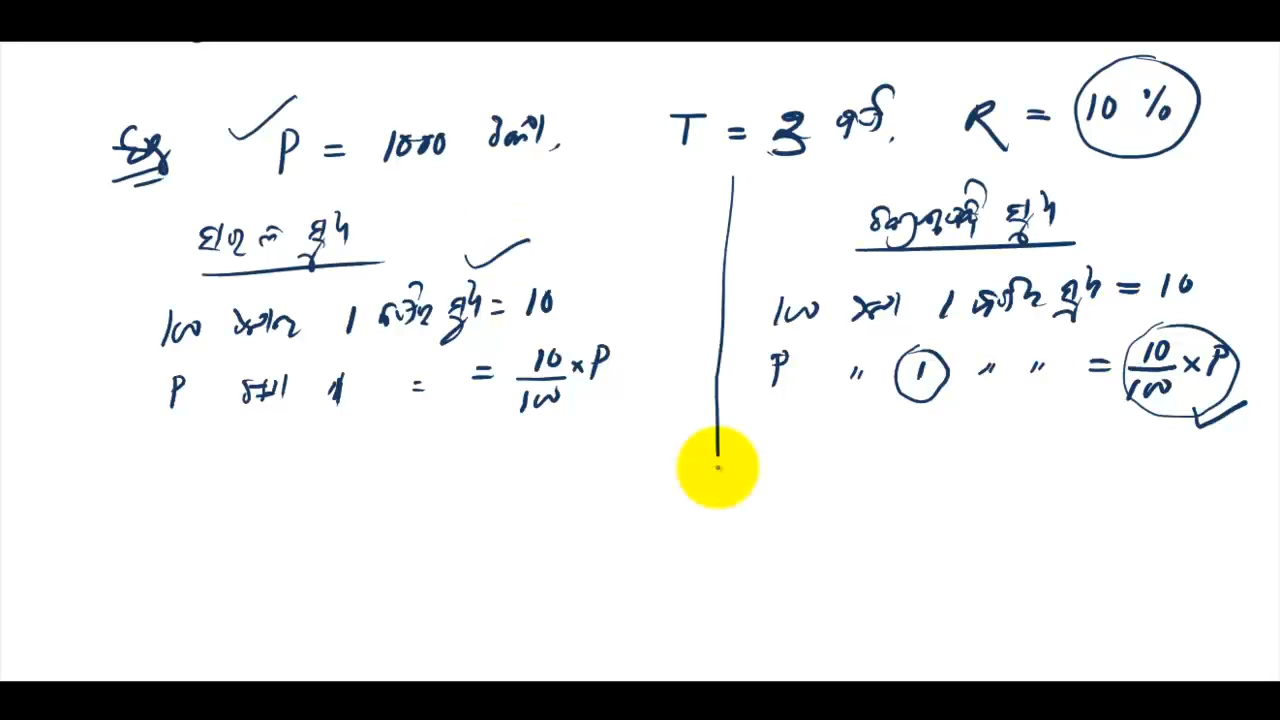 P = 1000 ଟଙ୍କା, T = 3 ବର୍ଷ. R = 10 %
ସରଳ ସୁଧ
100 ଟଙ୍କାର 1 ବର୍ଷର ସୁଧ = 10
P ଟଙ୍କା 1 = = 10/100 × P
ଚକ୍ରବୃଦ୍ଧି ସୁଧ
100 ଟଙ୍କା 1 ବର୍ଷର ସୁଧ = 10
P " 1 " " = 10/100 × P